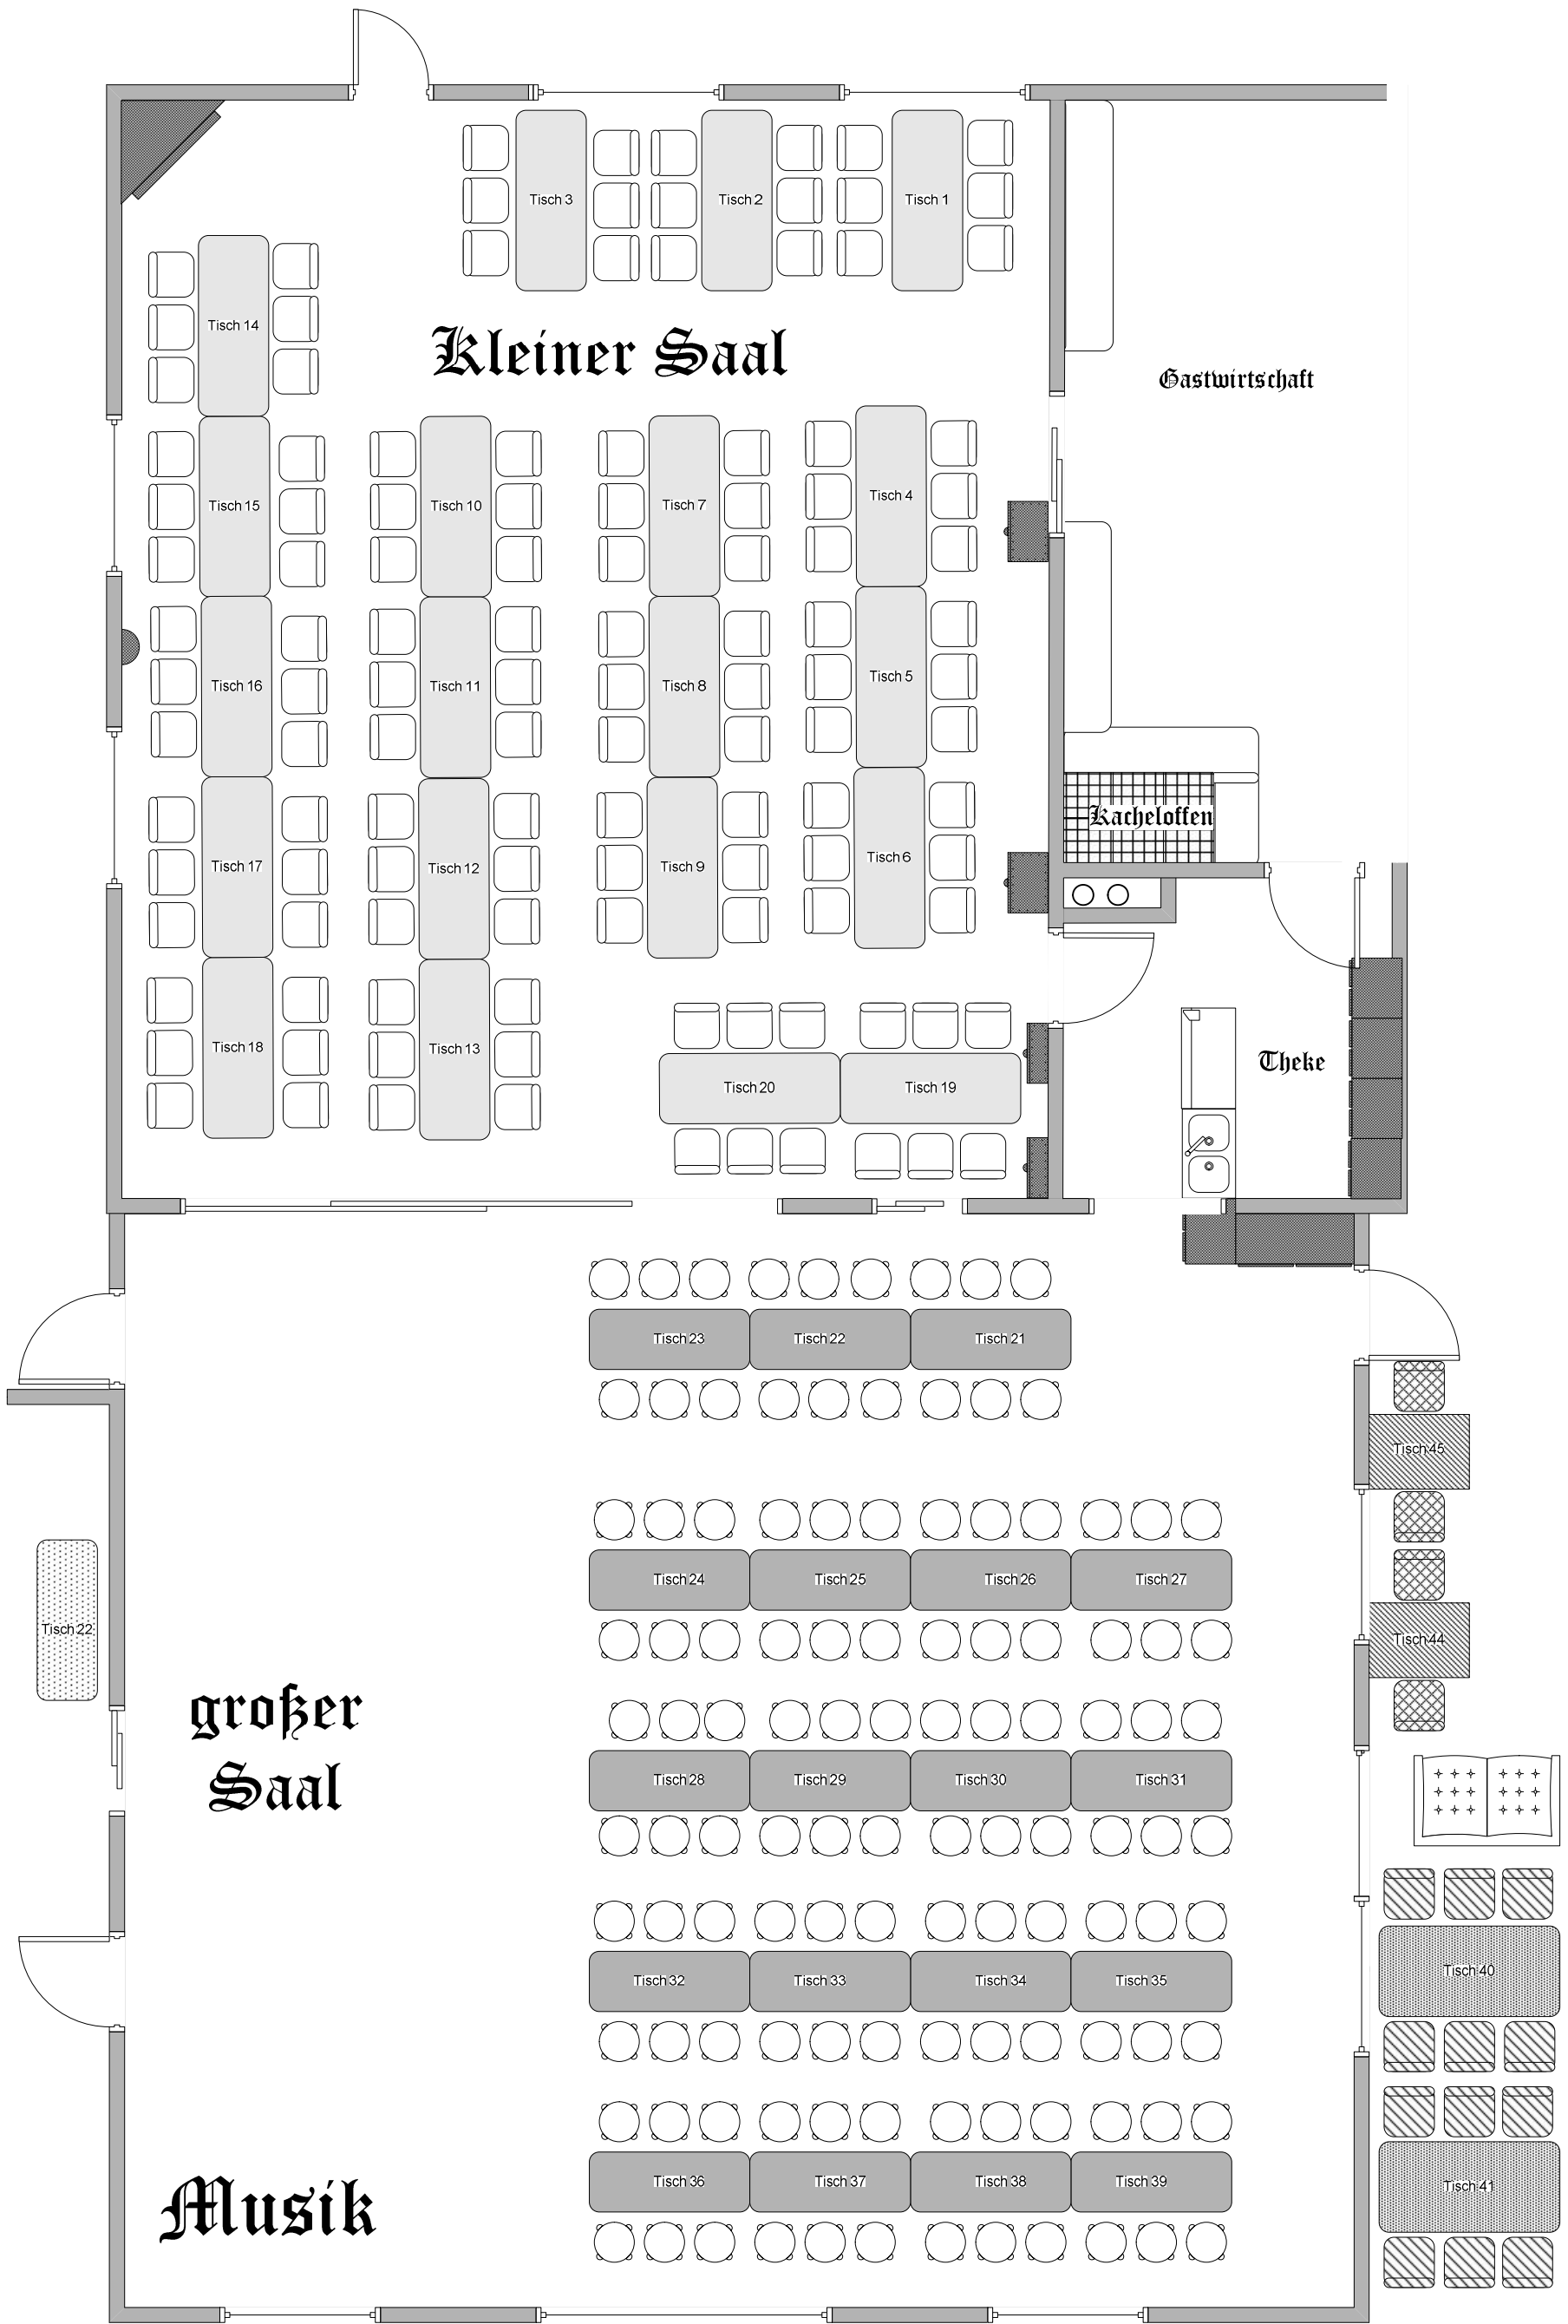 Tisch 3
Tisch 2
Tisch 1
Tisch 14
Kleiner Saal
Gastwirtschaft
Tisch 15
Tisch 10
Tisch 7
Tisch 4
Tisch 16
Tisch 11
Tisch 8
Tisch 5
Kacheloffen
Tisch 17
Tisch 12
Tisch 9
Tisch 6
Tisch 18
Tisch 13
Tisch 20
Tisch 19
Theke
Tisch 23
Tisch 22
Tisch 21
Tisch 45
Tisch 24
Tisch 25
Tisch 26
Tisch 27
Tisch 22
Tisch 44
großer
Saal
Tisch 28
Tisch 29
Tisch 30
Tisch 31
Tisch 32
Tisch 33
Tisch 34
Tisch 35
Tisch 40
Musik
Tisch 36
Tisch 37
Tisch 38
Tisch 39
Tisch 41